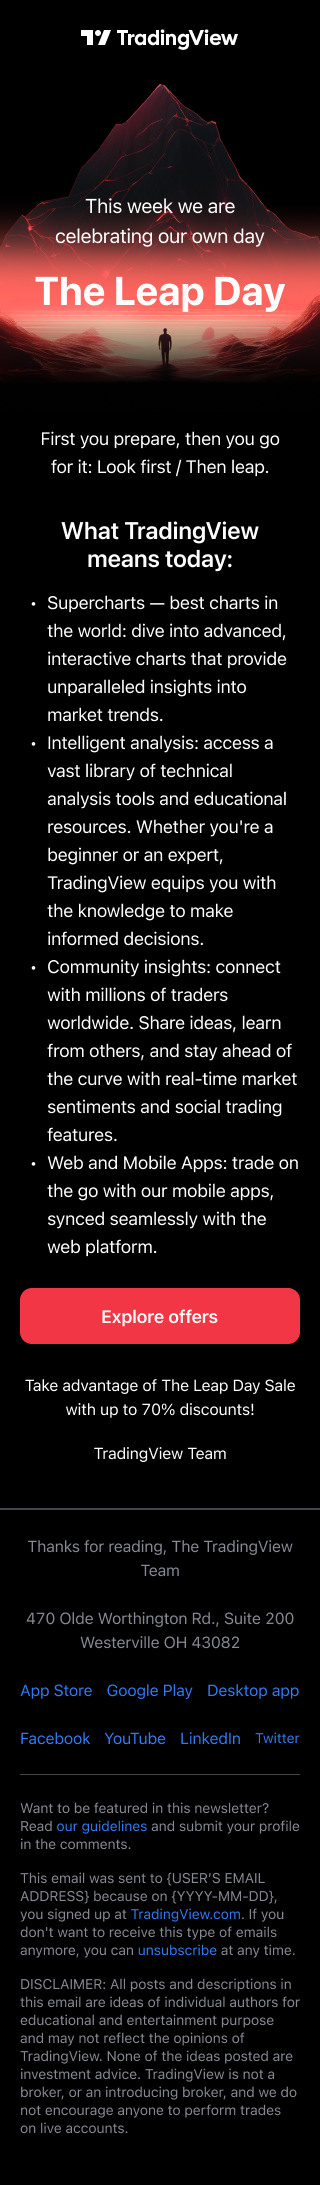 TradingView
This week we are
celebrating our own day
The Leap Day
First you prepare, then you go
for it: Look first / Then leap.
What TradingView
means today:
• Supercharts — best charts in
the world: dive into advanced,
interactive charts that provide
unparalleled insights into
market trends.
• Intelligent analysis: access a
vast library of technical
analysis tools and educational
resources. Whether you're a
beginner or an expert,
TradingView equips you with
the knowledge to make
informed decisions.
• Community insights: connect
with millions of traders
worldwide. Share ideas, learn
from others, and stay ahead of
the curve with real-time market
sentiments and social trading
features.
• Web and Mobile Apps: trade on
the go with our mobile apps,
synced seamlessly with the
web platform.
Explore offers
Take advantage of The Leap Day Sale
with up to 70% discounts!
TradingView Team
Thanks for reading, The TradingView
Team
470 Olde Worthington Rd., Suite 200
Westerville OH 43082
App Store Google Play Desktop app
Facebook YouTube LinkedIn Twitter
Want to be featured in this newsletter?
Read our guidelines and submit your profile
in the comments.
This email was sent to {USER'S EMAIL
ADDRESS} because on {YYYY-MM-DD},
you signed up at TradingView.com. If you
don't want to receive this type of emails
anymore, you can unsubscribe at any time.
DISCLAIMER: All posts and descriptions in
this email are ideas of individual authors for
educational and entertainment purpose
and may not reflect the opinions of
TradingView. None of the ideas posted are
investment advice. TradingView is not a
broker, or an introducing broker, and we do
not encourage anyone to perform trades
on live accounts.